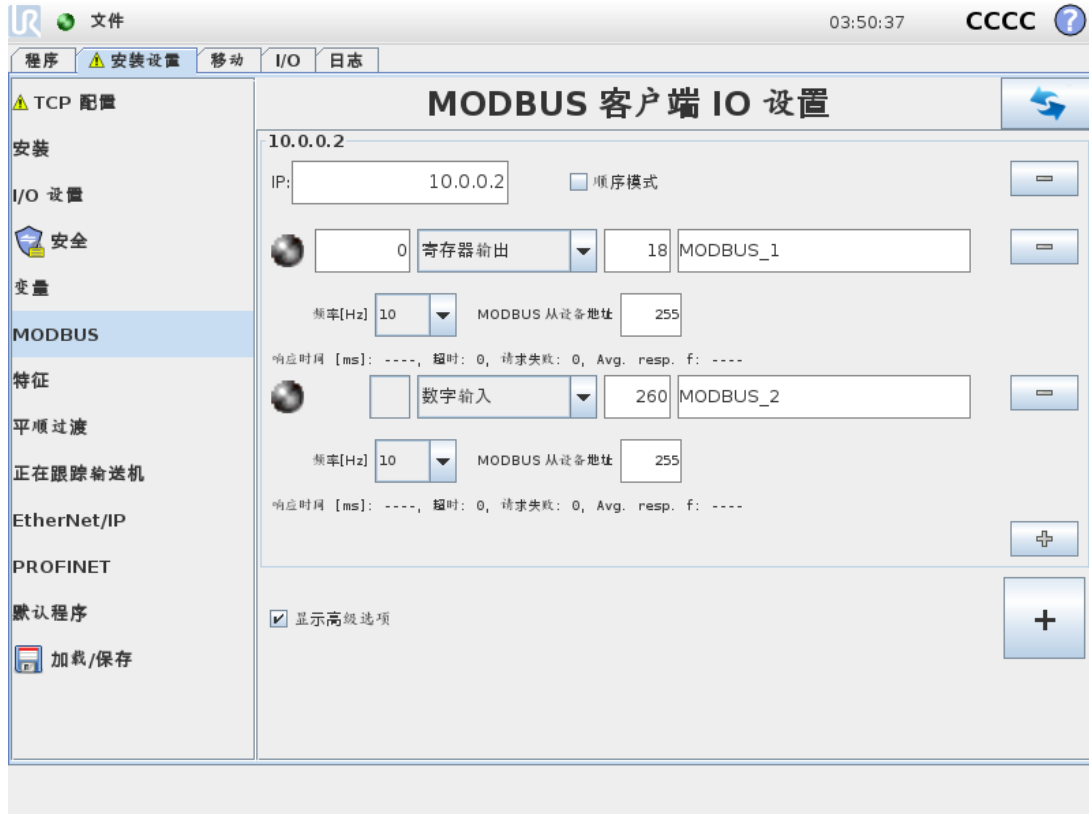 文件 03:50:37 CCCC ?
程序 安装设置 移动 I/O 日志
TCP 配置
安装
I/O 设置
安全
变量
MODBUS
特征
平顺过渡
正在跟踪输送机
EtherNet/IP
PROFINET
默认程序
加载/保存
MODBUS 客户端 IO 设置
10.0.0.2
IP: 10.0.0.2 顺序模式
0 寄存器输出 18 MODBUS_1
频率[Hz] 10 MODBUS 从设备地址 255
响应时间 [ms]: ----, 超时: 0, 请求失败: 0, Avg. resp. f: ----
数字输入 260 MODBUS_2
频率[Hz] 10 MODBUS 从设备地址 255
响应时间 [ms]: ----, 超时: 0, 请求失败: 0, Avg. resp. f: ----
显示高级选项